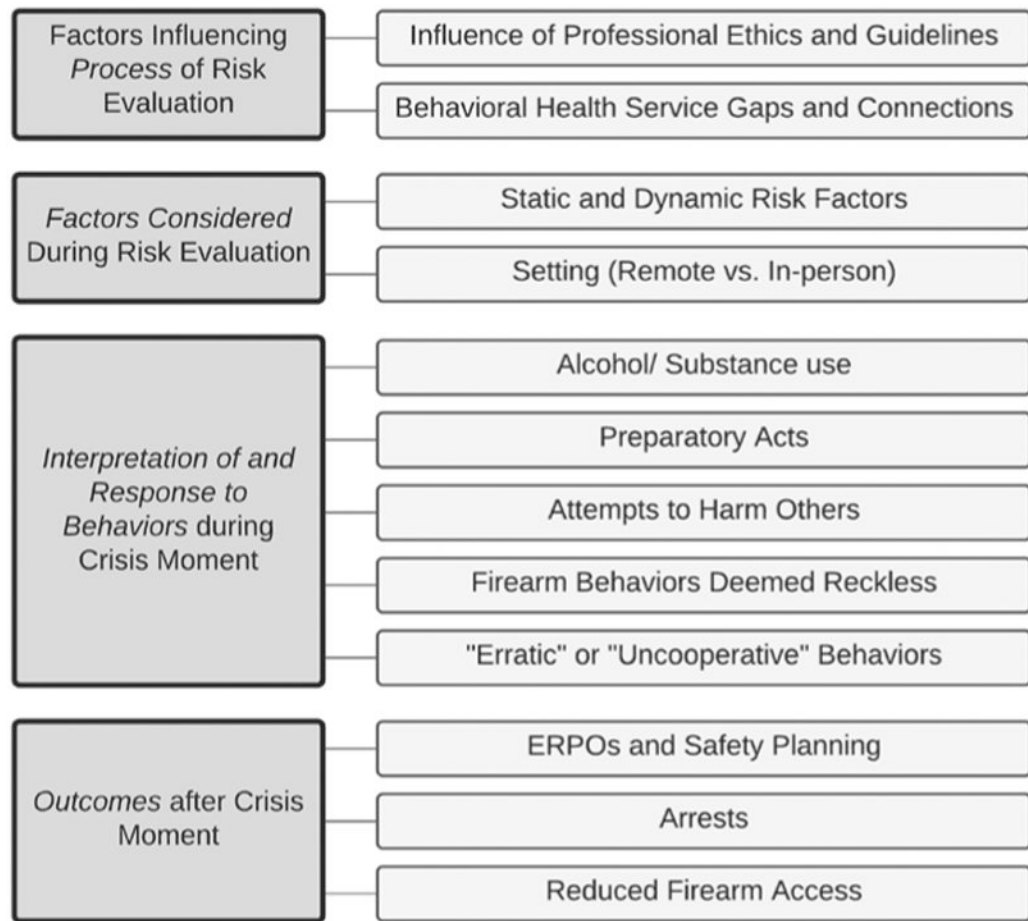 Factors Influencing
Process of Risk
Evaluation
Influence of Professional Ethics and Guidelines
Behavioral Health Service Gaps and Connections
Factors Considered
During Risk Evaluation
Static and Dynamic Risk Factors
Setting (Remote vs. In-person)
Interpretation of and
Response to
Behaviors during
Crisis Moment
Alcohol/ Substance use
Preparatory Acts
Attempts to Harm Others
Firearm Behaviors Deemed Reckless
"Erratic" or "Uncooperative" Behaviors
Outcomes after Crisis
Moment
ERPOs and Safety Planning
Arrests
Reduced Firearm Access